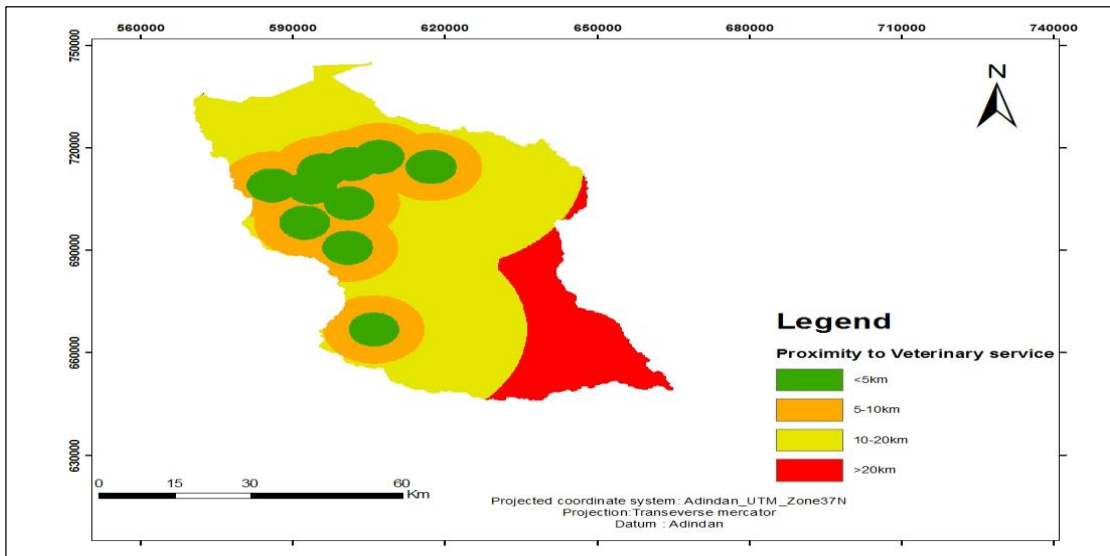 560000 590000 620000 650000 680000 710000 740000
750000
720000
690000
660000
630000
N
Legend
Proximity to Veterinary service
<5km
5-10km
10-20km
>20km
0 15 30 60
Km
Projected coordinate system: Adindan_UTM_Zone37N
Projection:Transeverse mercator
Datum : Adindan